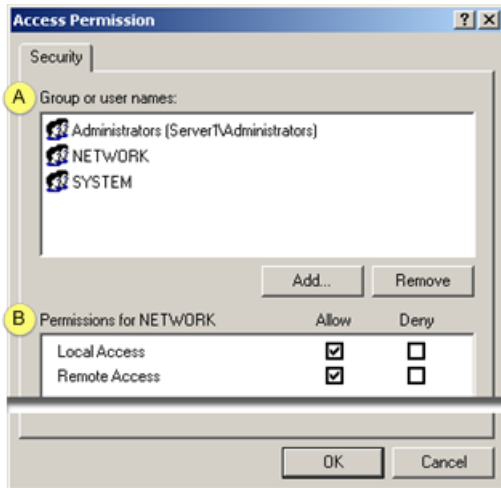 Access Permission
Security
A Group or user names:
Administrators (Server1\Administrators)
NETWORK
SYSTEM
Add... Remove
B Permissions for NETWORK Allow Deny
Local Access
Remote Access
OK Cancel